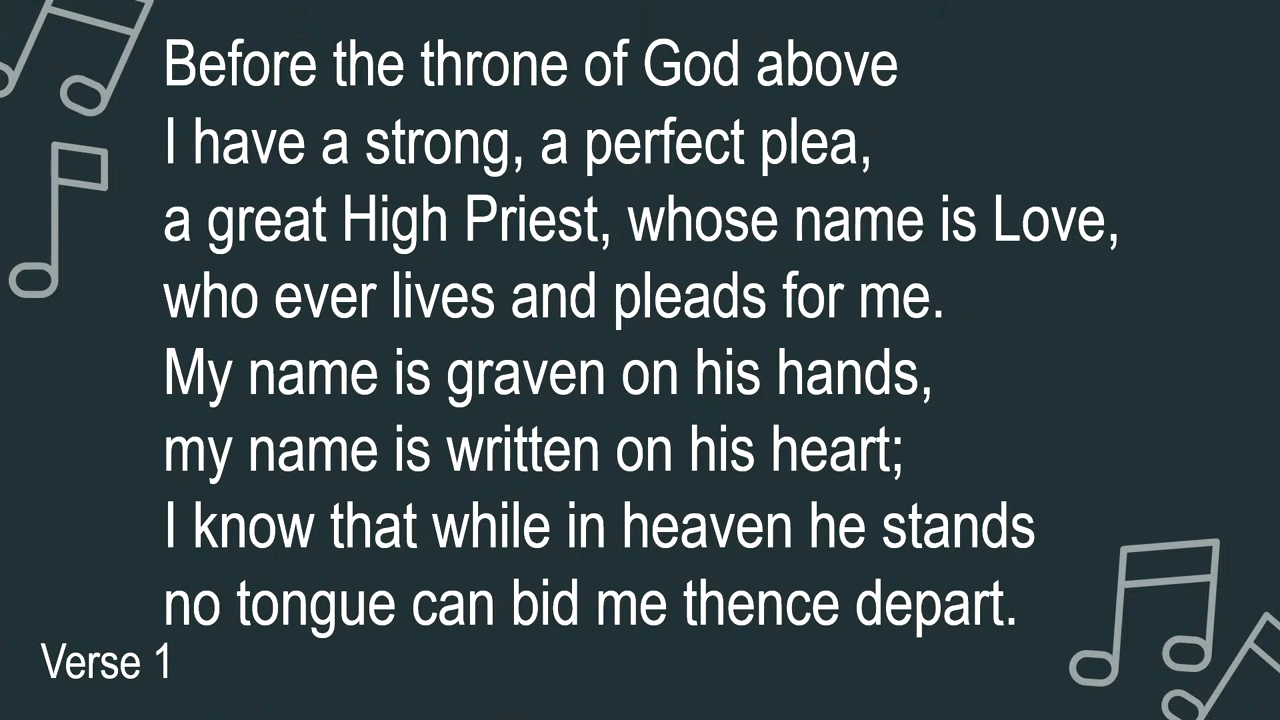 Before the throne of God above
I have a strong, a perfect plea,
a great High Priest, whose name is Love,
who ever lives and pleads for me.
My name is graven on his hands,
my name is written on his heart;
I know that while in heaven he stands
no tongue can bid me thence depart.
Verse 1